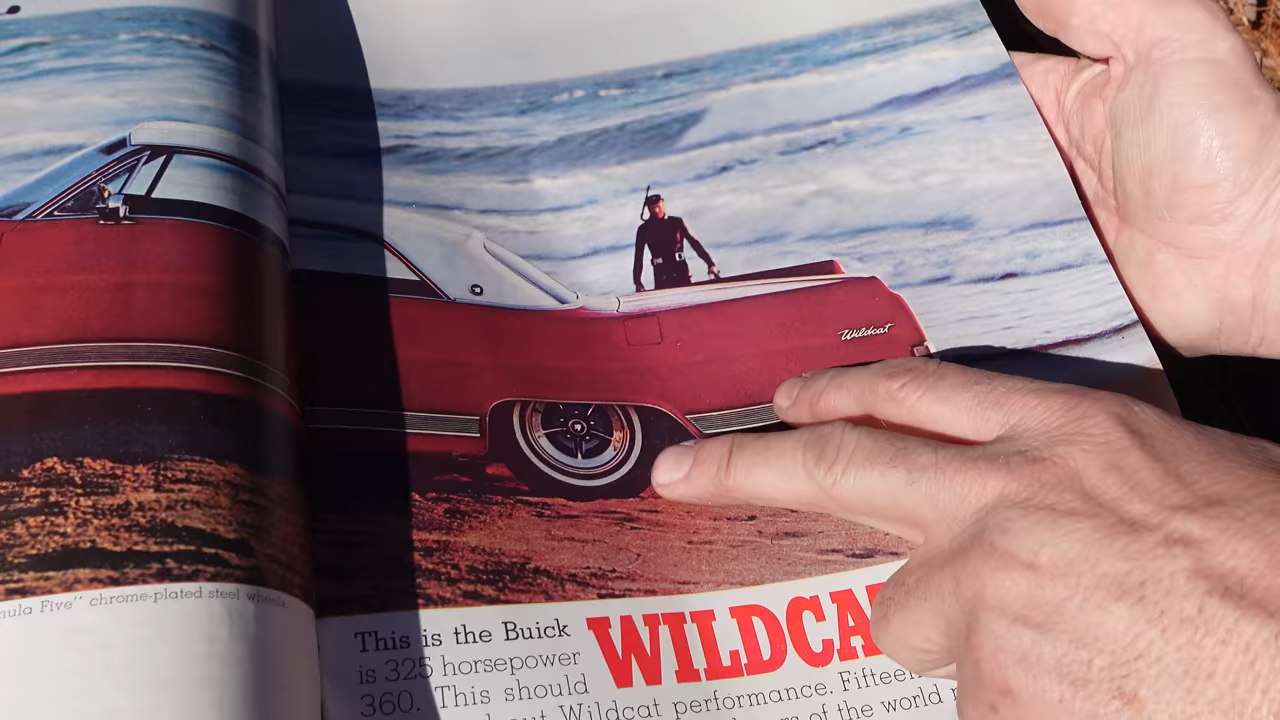 Wildcat
Five" chrome-plated steel wheels.
This is the Buick
WILDCA
is 325 horsepower
360. This should
Wildcat performance. Fifteen
of the world